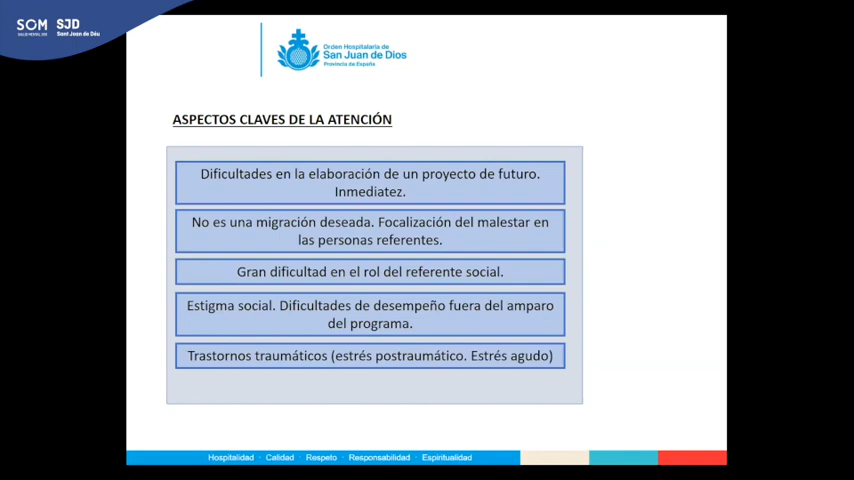 SOM
SALUD MENTAL 360
SJD
Sant Joan de Déu
Orden Hospitalaria de
San Juan de Dios
Provincia de España
ASPECTOS CLAVES DE LA ATENCIÓN
Dificultades en la elaboración de un proyecto de futuro.
Inmediatez.
No es una migración deseada. Focalización del malestar en
las personas referentes.
Gran dificultad en el rol del referente social.
Estigma social. Dificultades de desempeño fuera del amparo
del programa.
Trastornos traumáticos (estrés postraumático. Estrés agudo)
Hospitalidad · Calidad · Respeto · Responsabilidad · Espiritualidad